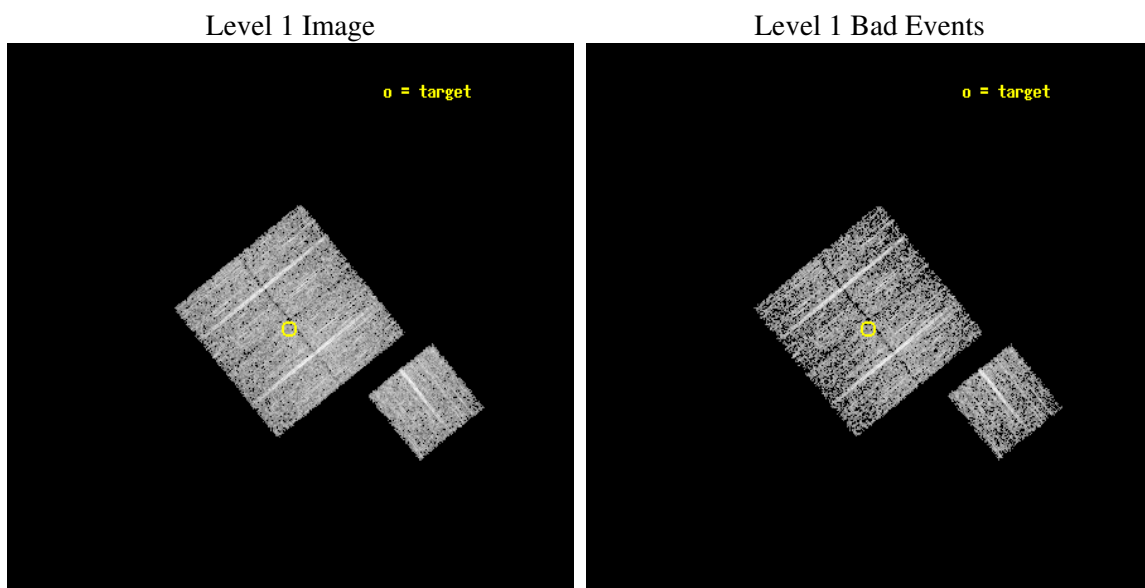 Level 1 Image
Level 1 Bad Events
o = target
o = target